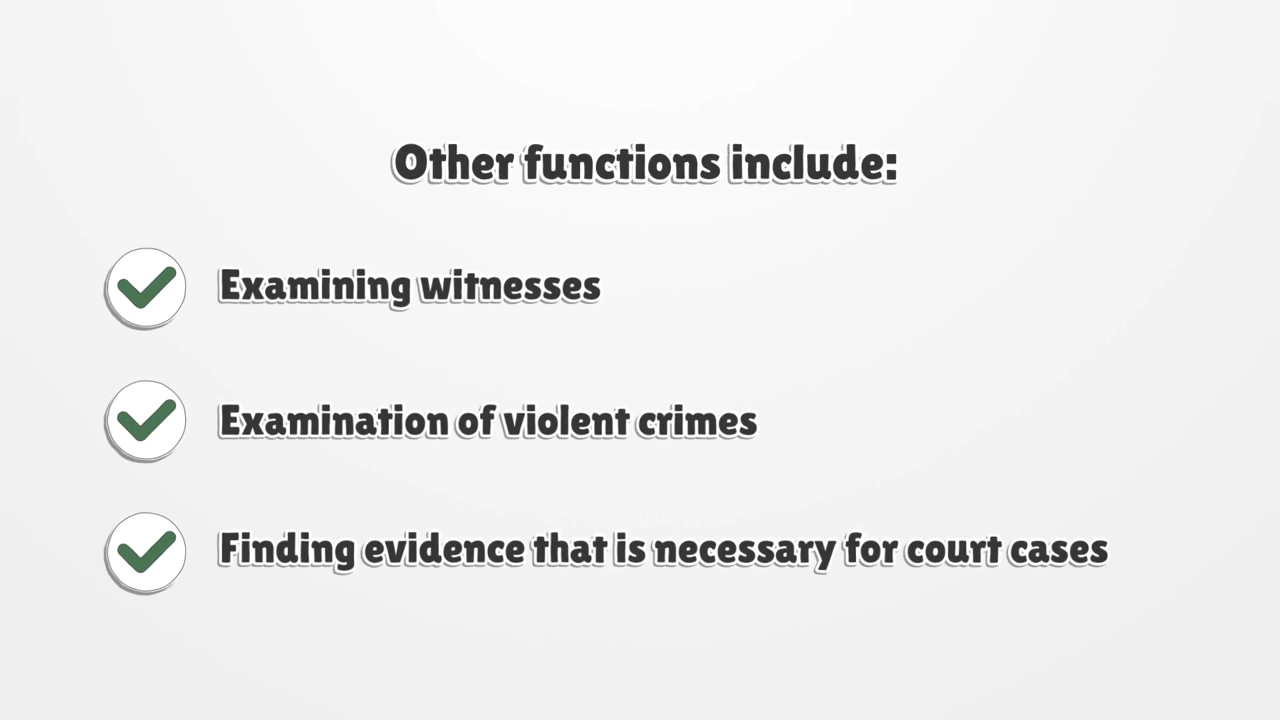 Other functions include:
Examining witnesses
Examination of violent crimes
Finding evidence that is necessary for court cases